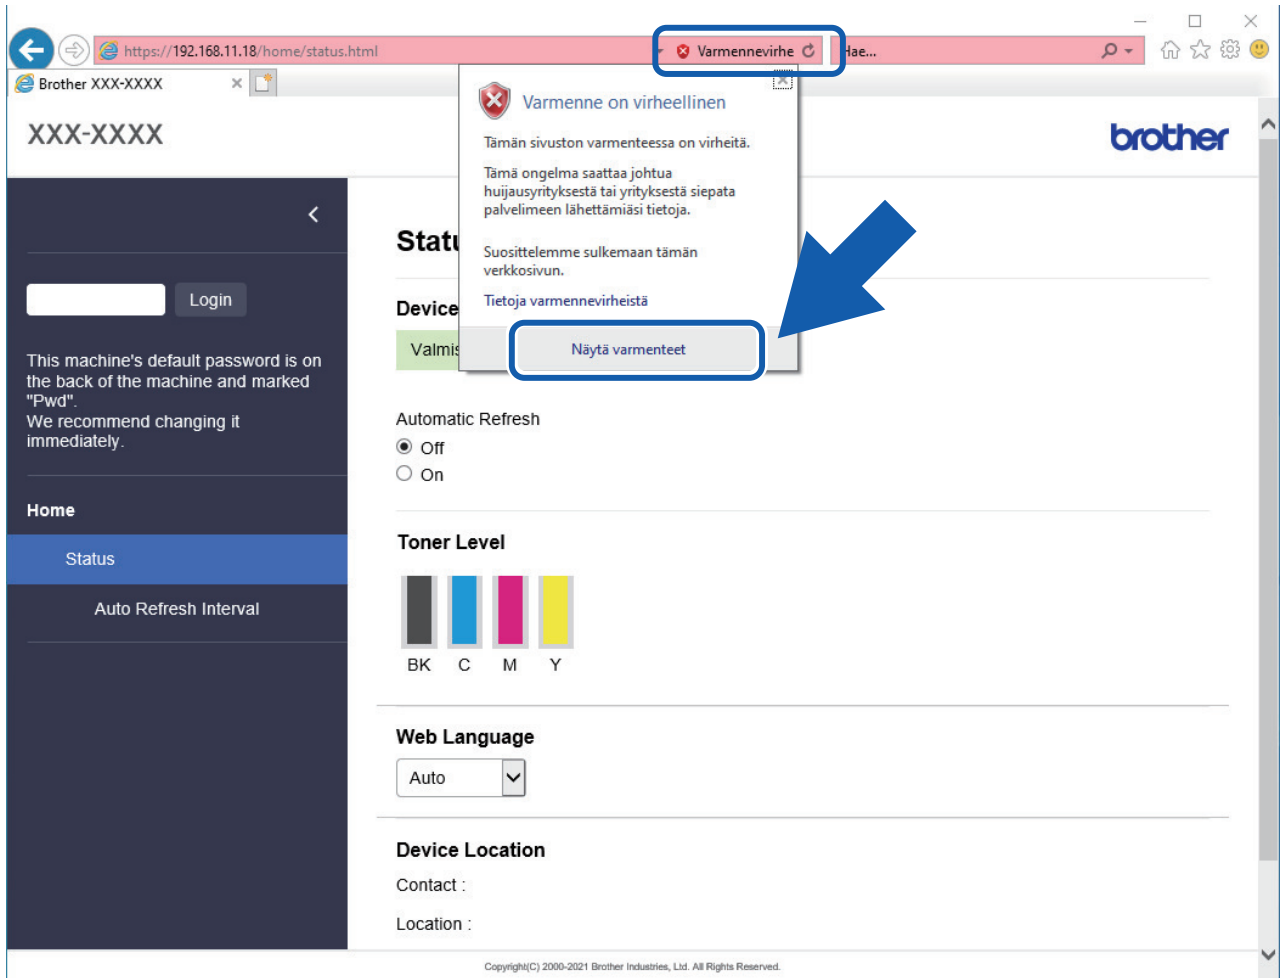 https://192.168.11.18/home/status.html
Varmennevirhe
Hae...
Brother XXX-XXXX
XXX-XXXX
brother
Varmenne on virheellinen
Tämän sivuston varmenteessa on virheitä.
Tämä ongelma saattaa johtua
huijausyrityksestä tai yrityksestä siepata
palvelimeen lähettämiäsi tietoja.
Suosittelemme sulkemaan tämän
verkkosivun.
Tietoja varmennevirheistä
Näytä varmenteet
Login
This machine's default password is on
the back of the machine and marked
"Pwd".
We recommend changing it
immediately.
Home
Status
Auto Refresh Interval
Statu
Device
Valmis
Automatic Refresh
Off
On
Toner Level
BK C M Y
Web Language
Auto
Device Location
Contact :
Location :
Copyright(C) 2000-2021 Brother Industries, Ltd. All Rights Reserved.